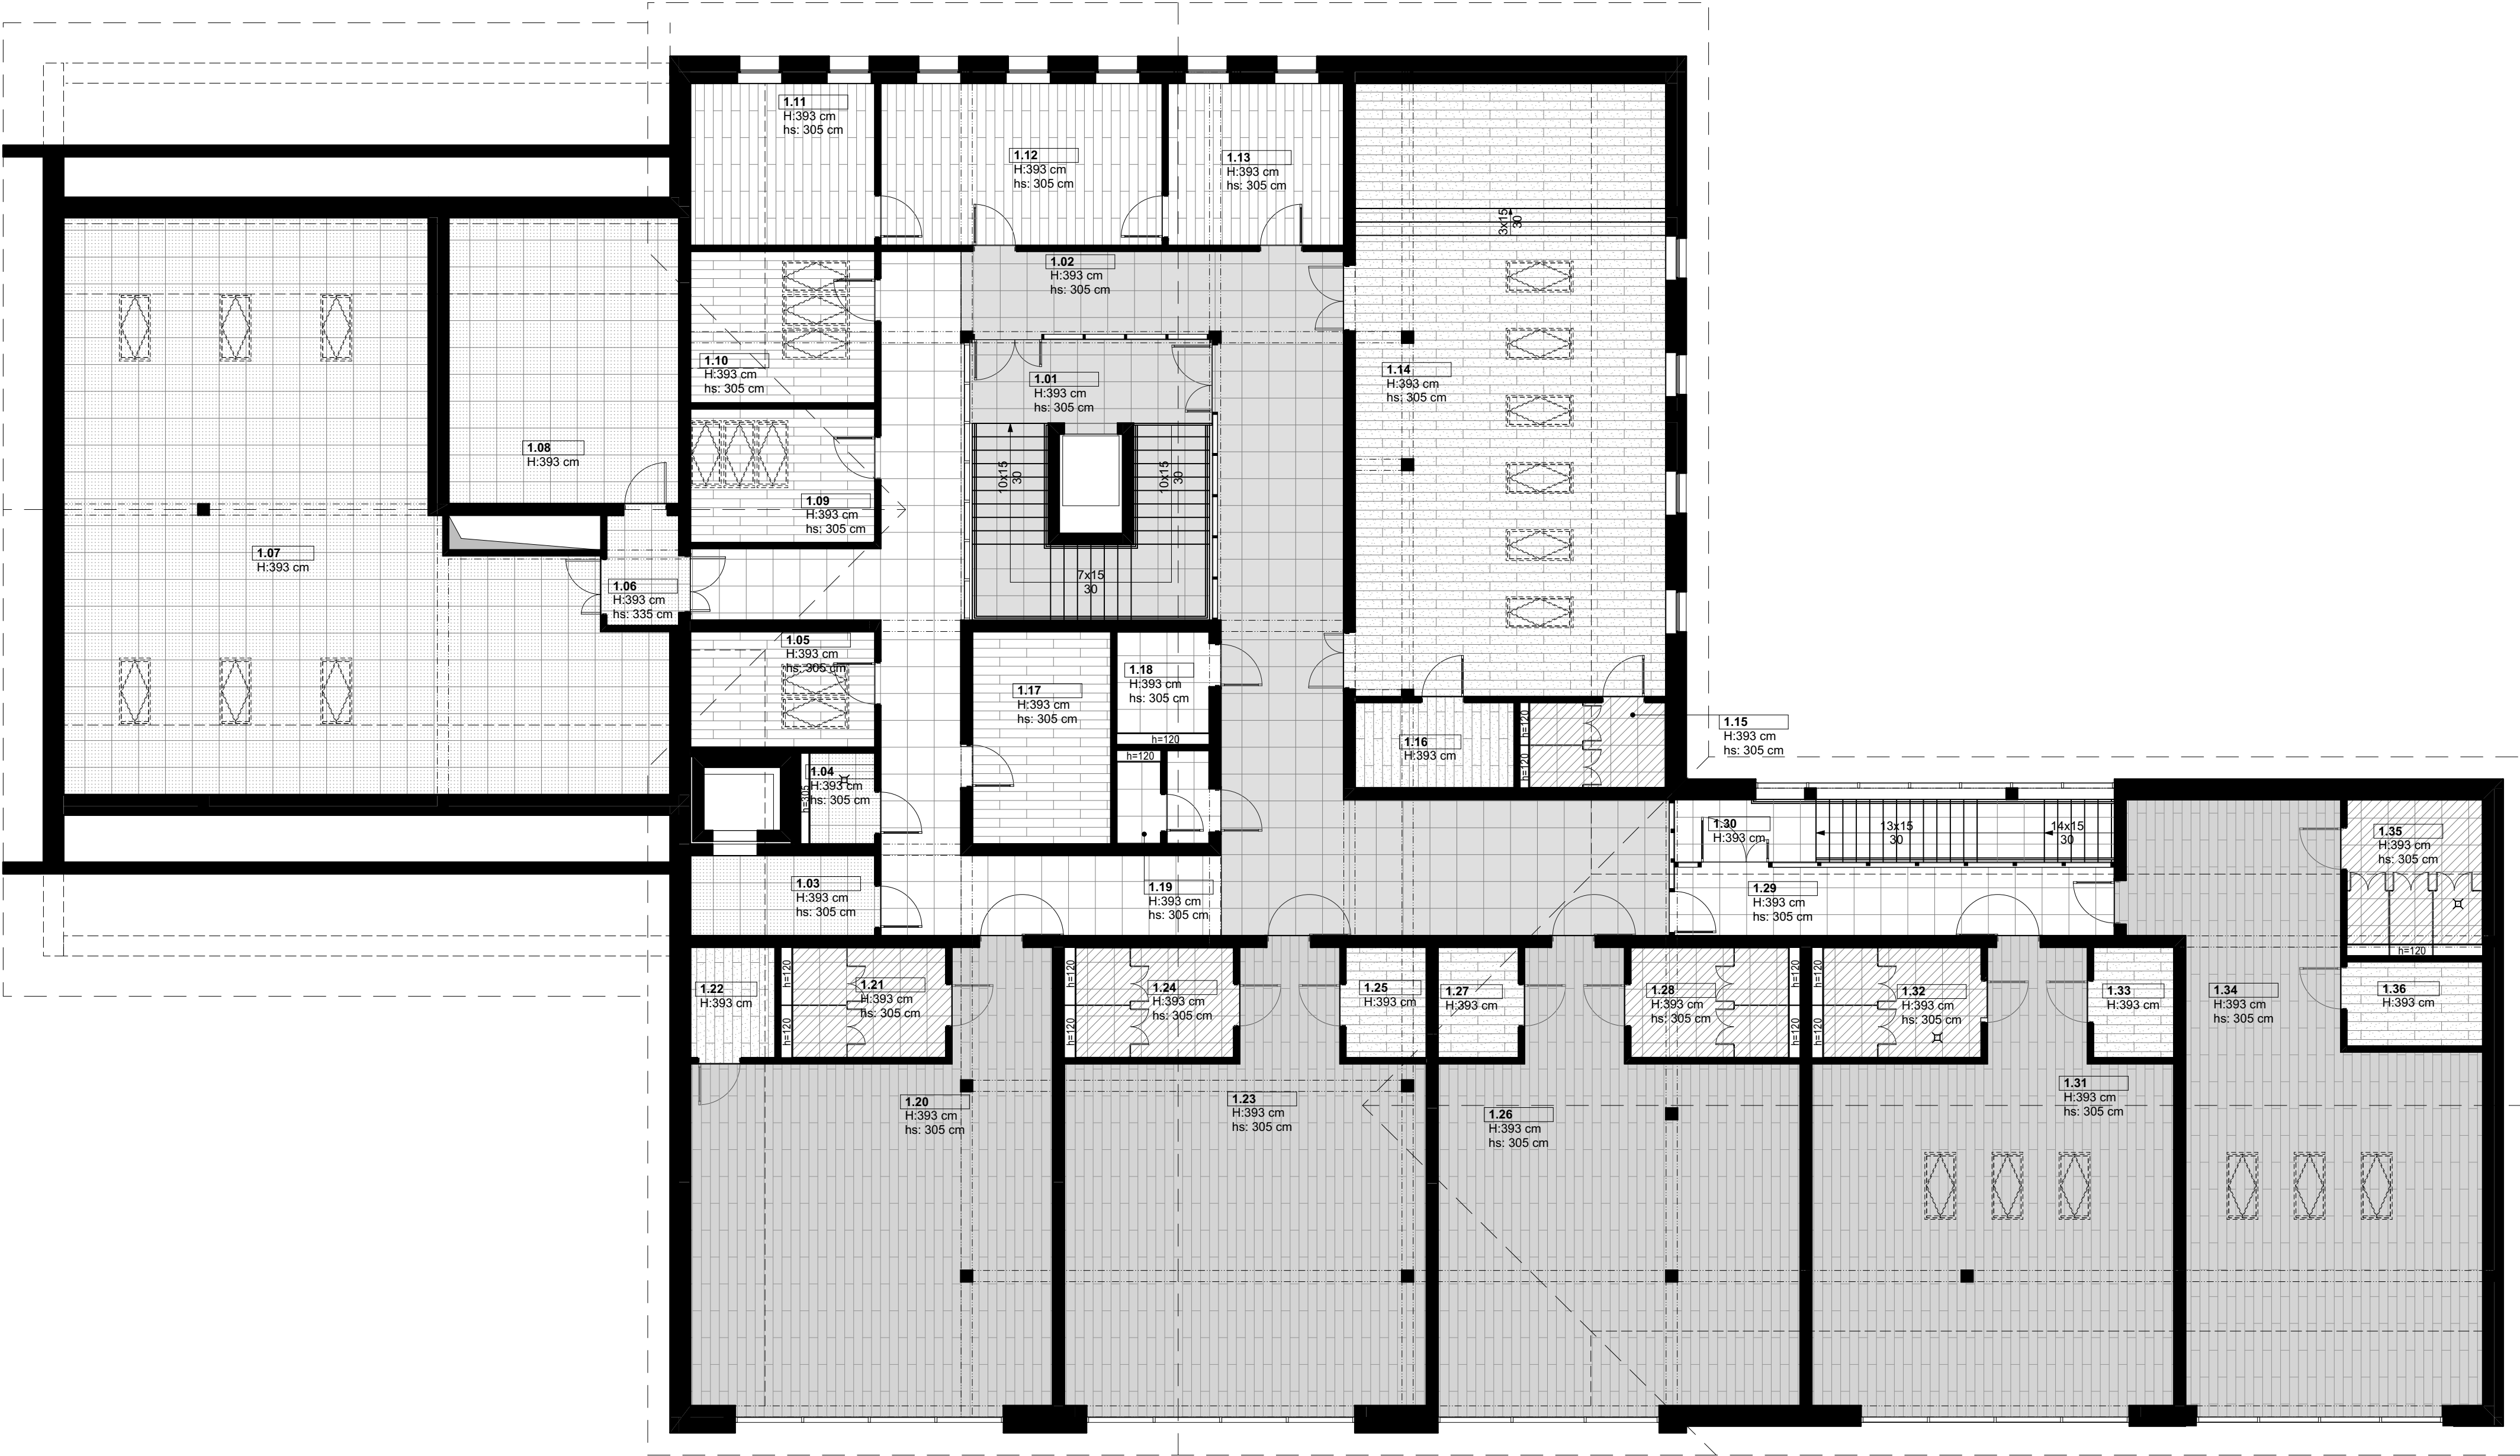 1.11
H:393 cm
hs: 305 cm
1.12
H:393 cm
hs: 305 cm
1.13
H:393 cm
hs: 305 cm
3x15
30
1.02
H:393 cm
hs: 305 cm
1.10
H:393 cm
hs: 305 cm
1.01
H:393 cm
hs: 305 cm
1.14
H:393 cm
hs: 305 cm
1.08
H:393 cm
1.09
H:393 cm
hs: 305 cm
10x15
30
10x15
30
7x15
30
1.07
H:393 cm
1.06
H:393 cm
hs: 335 cm
1.05
H:393 cm
hs: 305 cm
1.17
H:393 cm
hs: 305 cm
1.18
H:393 cm
hs: 305 cm
h=120
h=120
1.16
H:393 cm
h=120
h=120
1.15
H:393 cm
hs: 305 cm
1.04
H:393 cm
hs: 305 cm
h=305
1.30
H:393 cm
13x15
30
14x15
30
1.35
H:393 cm
hs: 305 cm
h=120
1.03
H:393 cm
hs: 305 cm
1.19
H:393 cm
hs: 305 cm
1.29
H:393 cm
hs: 305 cm
1.22
H:393 cm
h=120
h=120
1.21
H:393 cm
hs: 305 cm
h=120
h=120
1.24
H:393 cm
hs: 305 cm
1.25
H:393 cm
1.27
H:393 cm
1.28
H:393 cm
hs: 305 cm
h=120
h=120
h=120
h=120
1.32
H:393 cm
hs: 305 cm
1.33
H:393 cm
1.34
H:393 cm
hs: 305 cm
1.36
H:393 cm
1.20
H:393 cm
hs: 305 cm
1.23
H:393 cm
hs: 305 cm
1.26
H:393 cm
hs: 305 cm
1.31
H:393 cm
hs: 305 cm